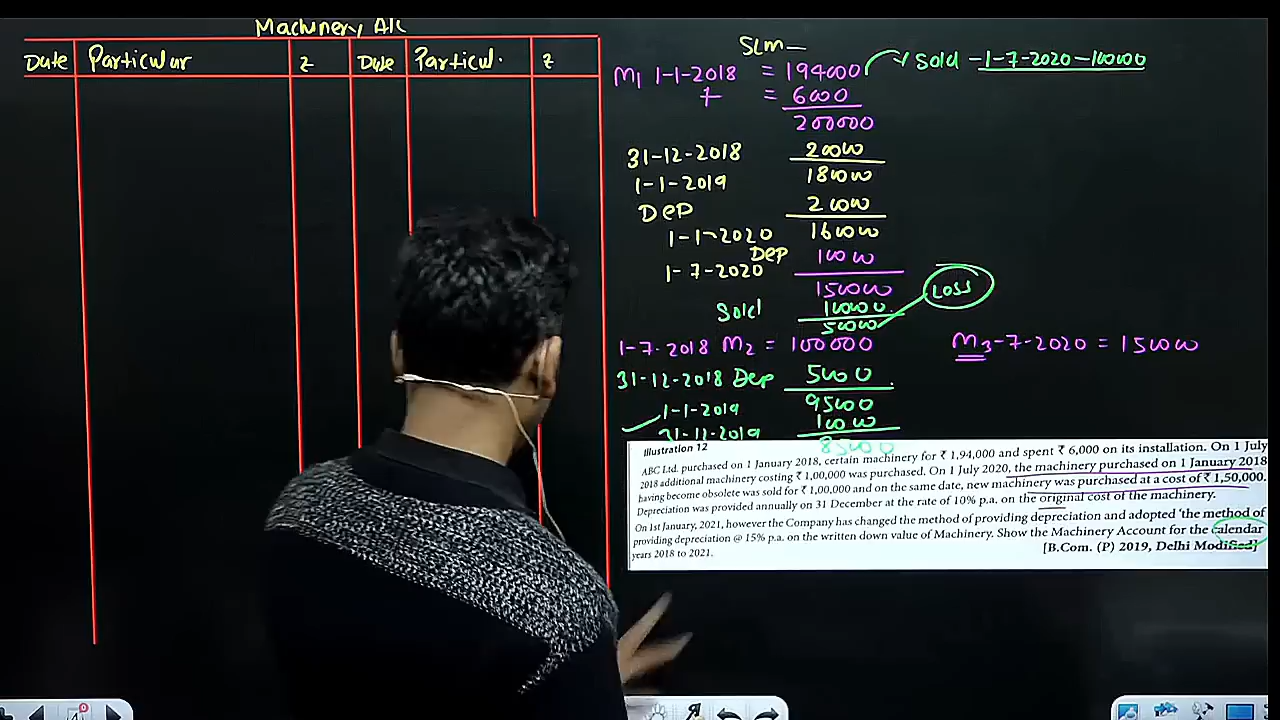 Machinery A/c
Date Particular ₹ Date Particul. ₹
SLM —
M1 1-1-2018 = 194000 → Sold - 1-7-2020 - 100000
+ = 6000
200000
31-12-2018 20000
1-1-2019 180000
Dep 20000
1-1-2020 160000
Dep 10000
1-7-2020 150000
Sold 100000
50000 Loss
1-7-2018 M2 = 100000
M3-7-2020 = 150000
31-12-2018 Dep 5000
1-1-2019 95000
31-12-2019 10000
85000
Illustration 12
ABC Ltd. purchased on 1 January 2018, certain machinery for ₹ 1,94,000 and spent ₹ 6,000 on its installation. On 1 July
2018 additional machinery costing ₹ 1,00,000 was purchased. On 1 July 2020, the machinery purchased on 1 January 2018
having become obsolete was sold for ₹ 1,00,000 and on the same date, new machinery was purchased at a cost of ₹ 1,50,000.
Depreciation was provided annually on 31 December at the rate of 10% p.a. on the original cost of the machinery.
On 1st January, 2021, however the Company has changed the method of providing depreciation and adopted 'the method of
providing depreciation @ 15% p.a. on the written down value of Machinery. Show the Machinery Account for the calendar
years 2018 to 2021.
[B.Com. (P) 2019, Delhi Modified]